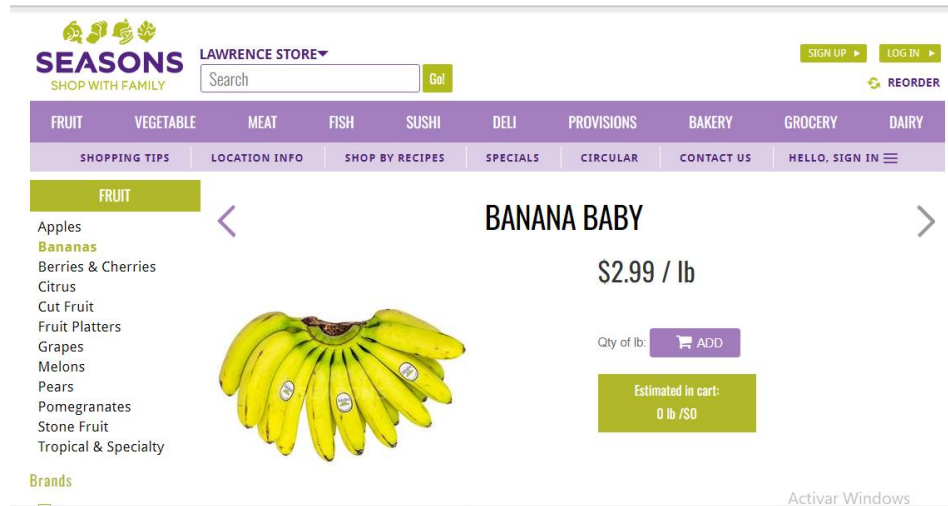 SEASONS
SHOP WITH FAMILY
LAWRENCE STORE
Search Go!
SIGN UP LOG IN
REORDER
FRUIT VEGETABLE MEAT FISH SUSHI DELI PROVISIONS BAKERY GROCERY DAIRY
SHOPPING TIPS LOCATION INFO SHOP BY RECIPES SPECIALS CIRCULAR CONTACT US HELLO, SIGN IN
FRUIT
Apples
Bananas
Berries & Cherries
Citrus
Cut Fruit
Fruit Platters
Grapes
Melons
Pears
Pomegranates
Stone Fruit
Tropical & Specialty
Brands
BANANA BABY
$2.99 / lb
Qty of lb: ADD
Estimated in cart:
0 lb /$0
SEASONS
Activar Windows